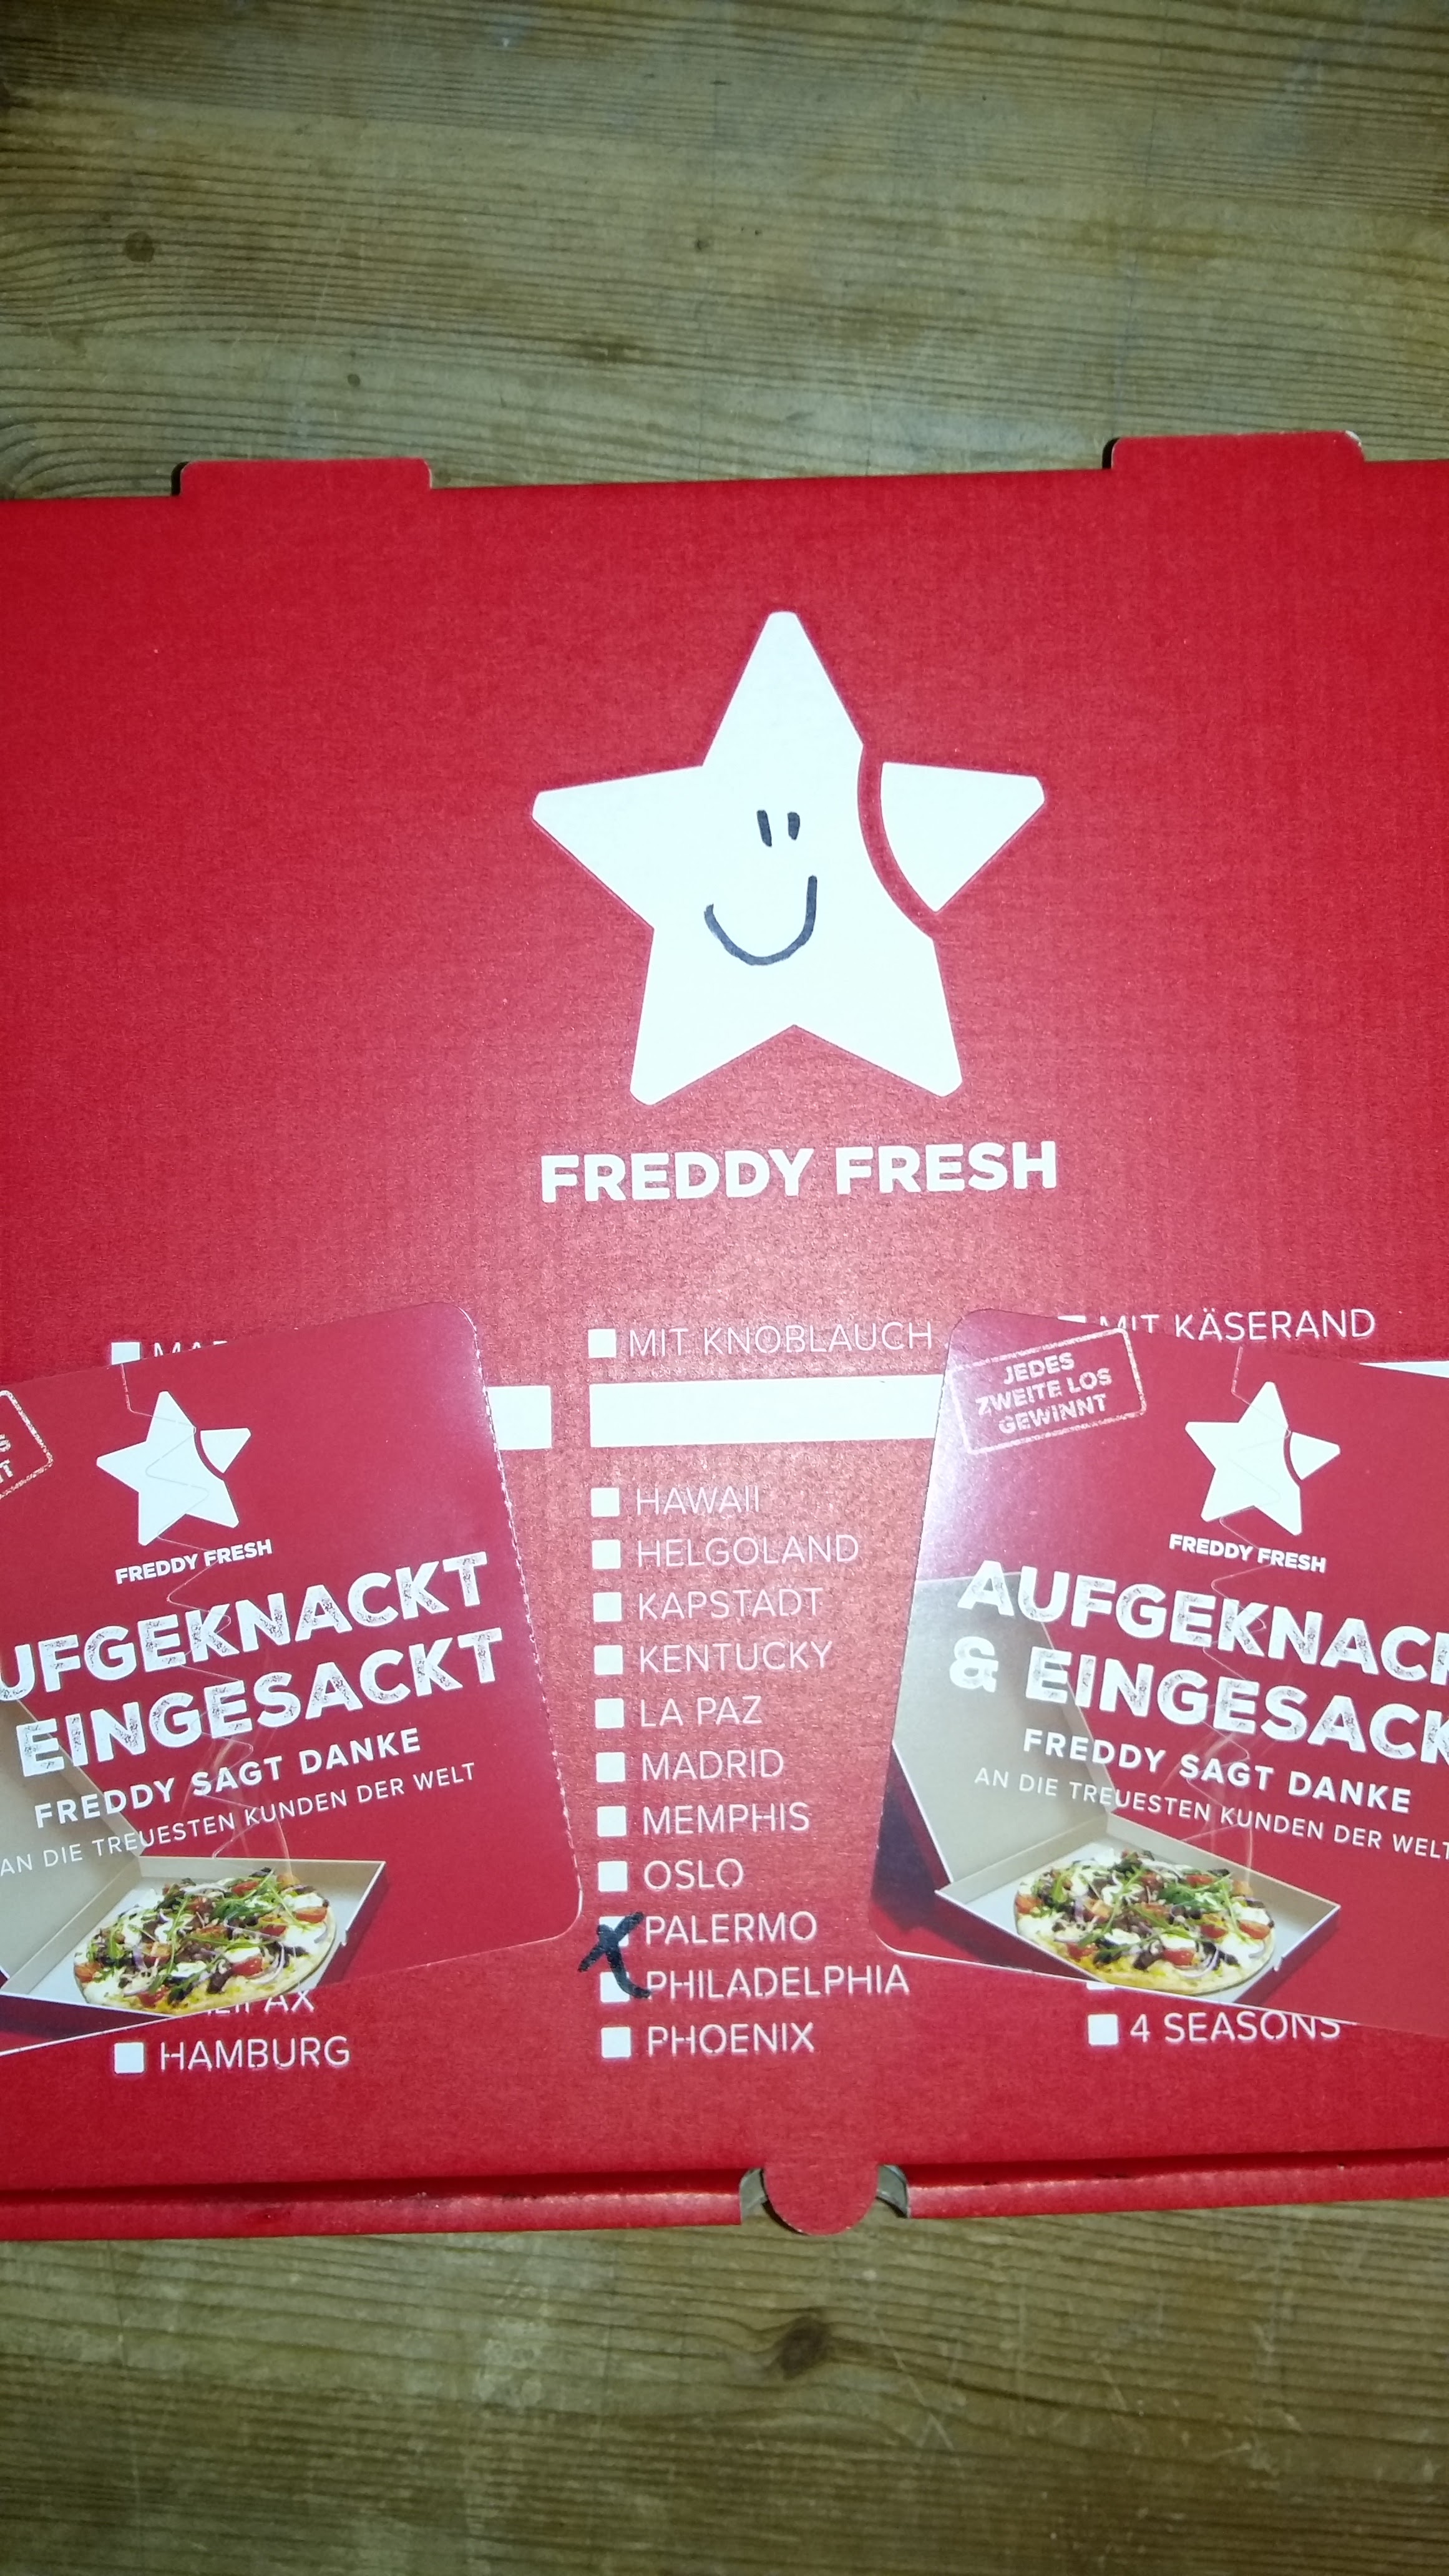 FREDDY FRESH
MIT KNOBLAUCH
MIT KÄSERAND
HAWAII
HELGOLAND
KAPSTADT
KENTUCKY
LA PAZ
MADRID
MEMPHIS
OSLO
PALERMO
PHILADELPHIA
PHOENIX
HAMBURG
4 SEASONS
FREDDY FRESH
UFGEKNACKT
EINGESACKT
FREDDY SAGT DANKE
AN DIE TREUESTEN KUNDEN DER WELT
JEDES
ZWEITE LOS
GEWINNT
FREDDY FRESH
AUFGEKNACK
& EINGESACK
FREDDY SAGT DANKE
AN DIE TREUESTEN KUNDEN DER WELT